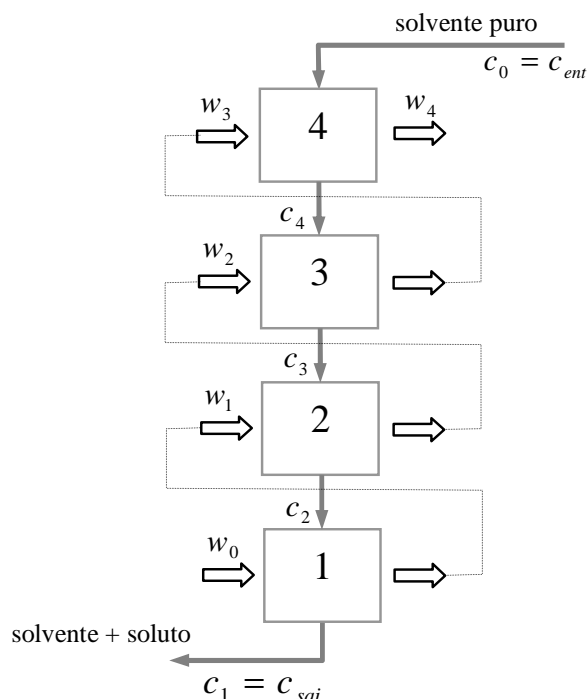 solvente puro
c₀ = cₑₙₜ
w₃
4
w₄
c₄
w₂
3
c₃
w₁
2
c₂
w₀
1
solvente + soluto
c₁ = c_sai